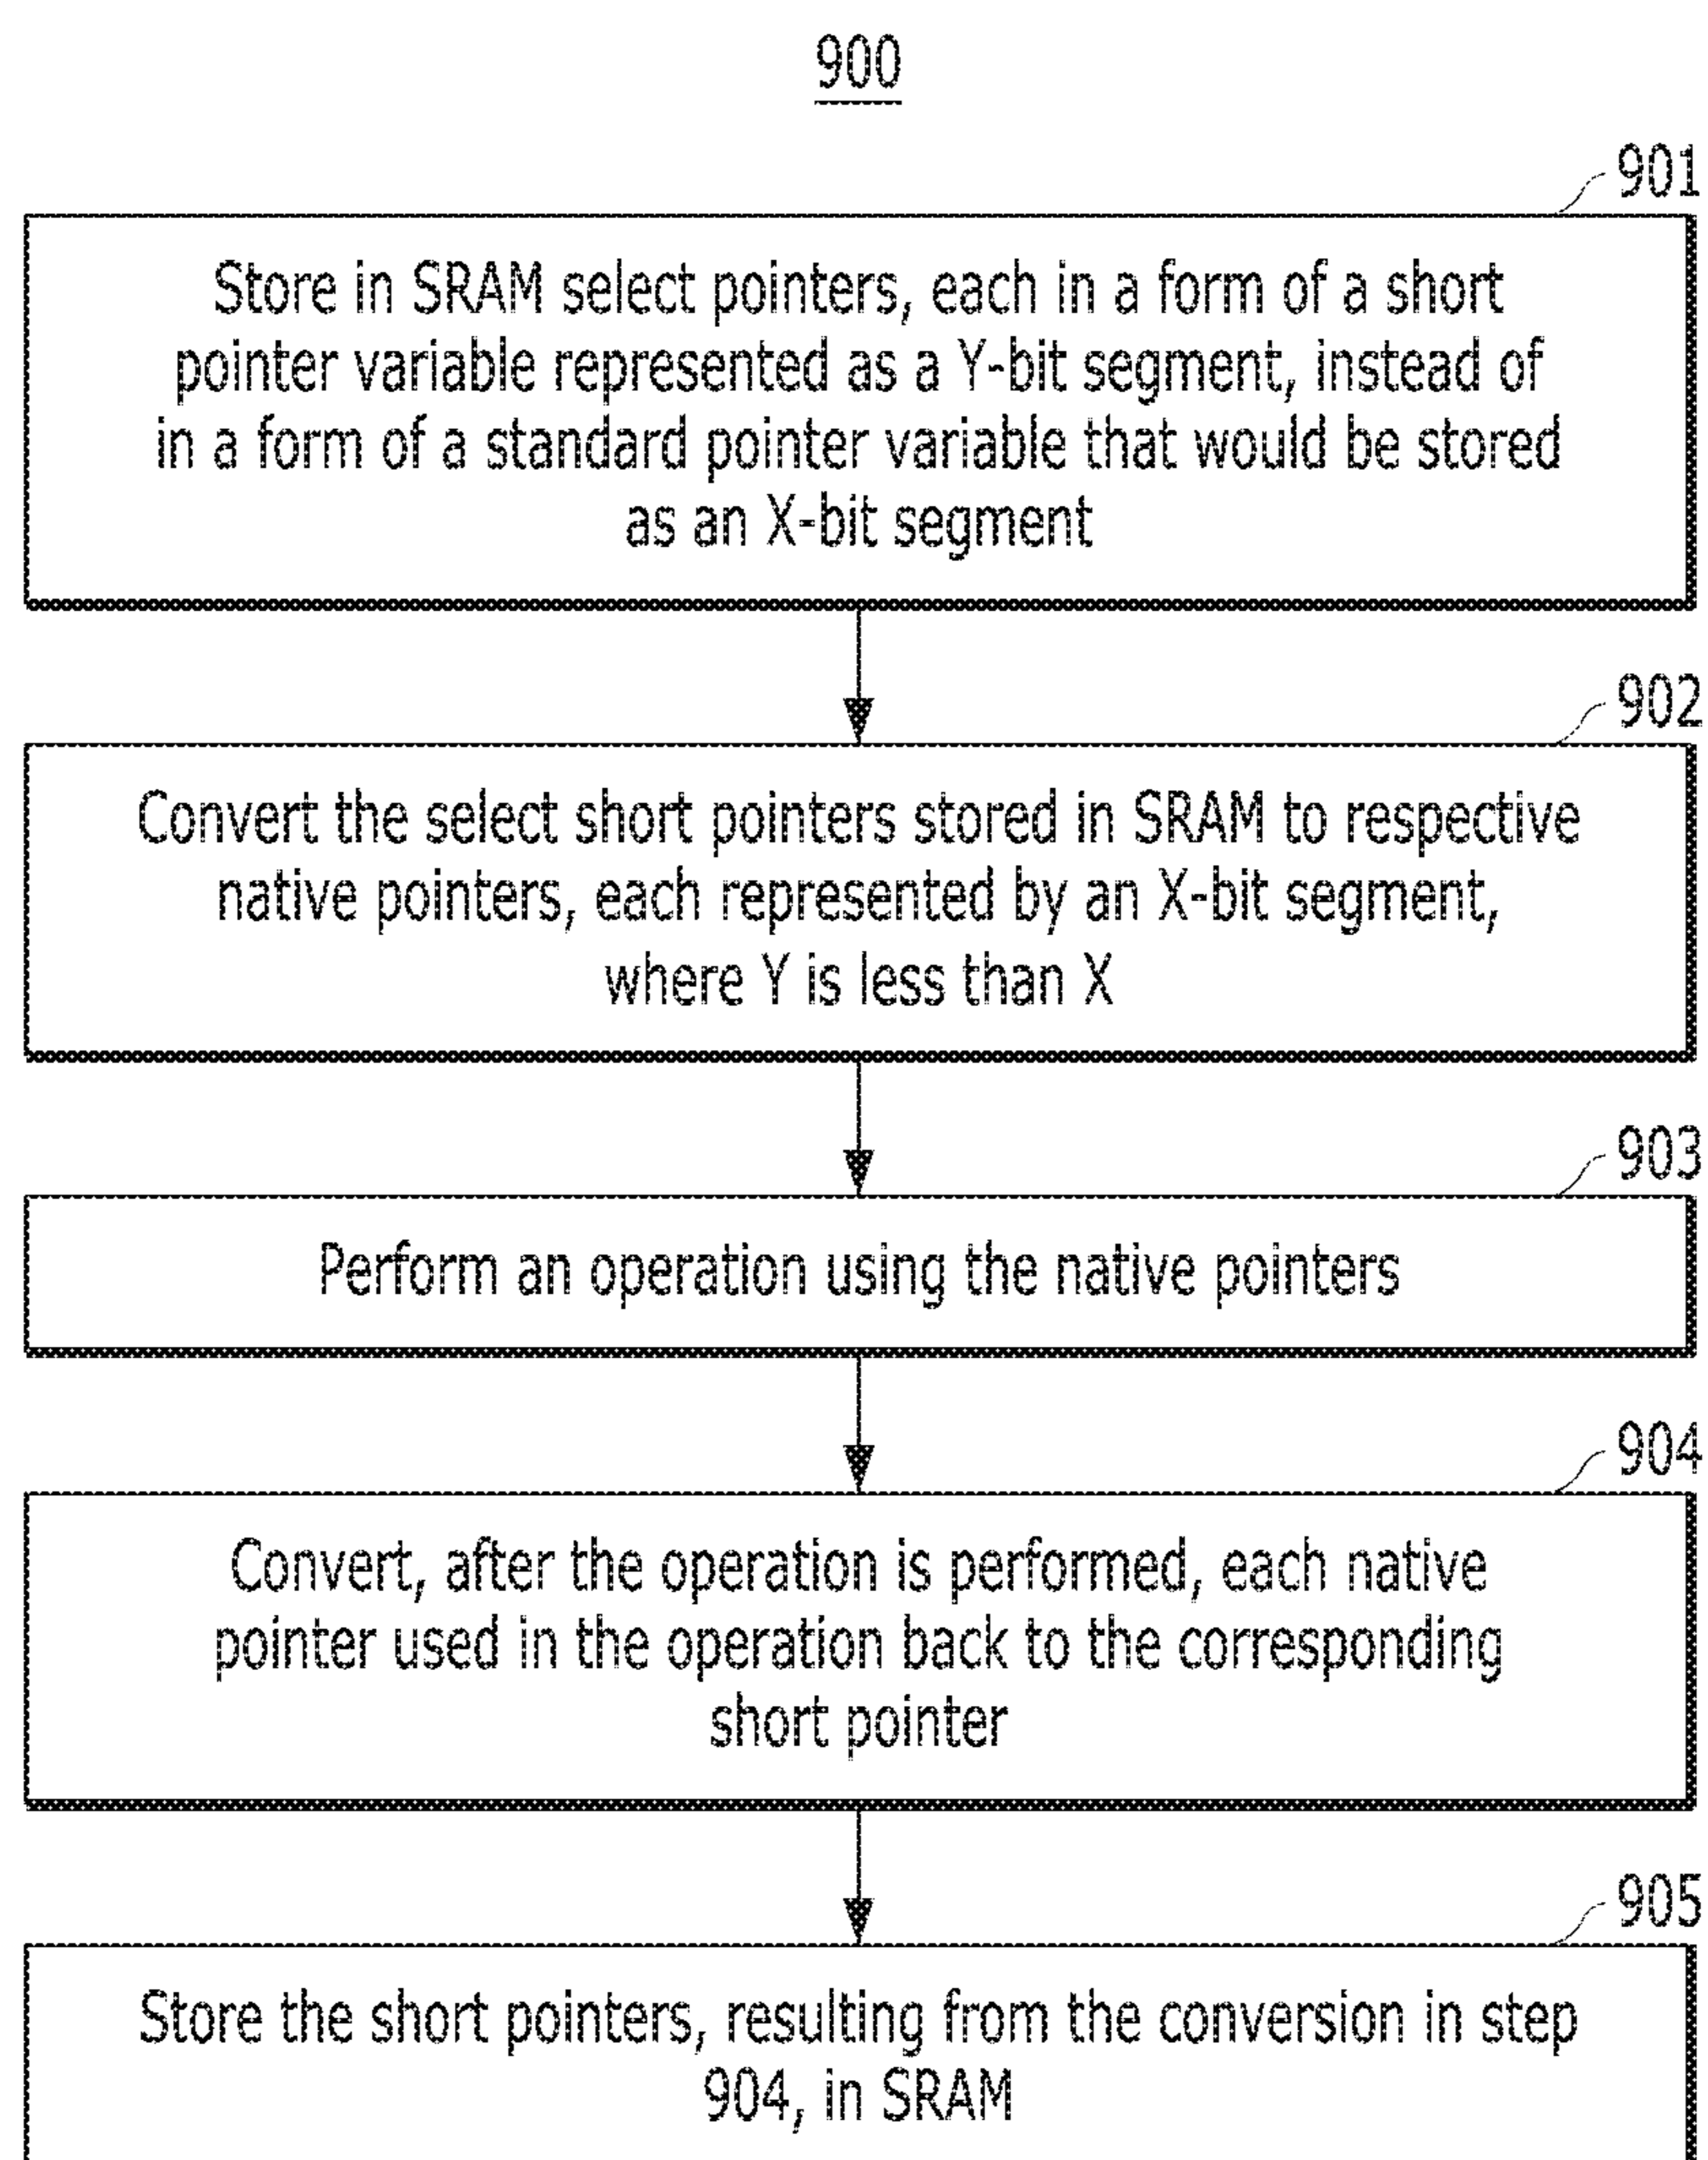 900
901
Store in SRAM select pointers, each in a form of a short
pointer variable represented as a Y-bit segment, instead of
in a form of a standard pointer variable that would be stored
as an X-bit segment
902
Convert the select short pointers stored in SRAM to respective
native pointers, each represented by an X-bit segment,
where Y is less than X
903
Perform an operation using the native pointers
904
Convert, after the operation is performed, each native
pointer used in the operation back to the corresponding
short pointer
905
Store the short pointers, resulting from the conversion in step
904, in SRAM